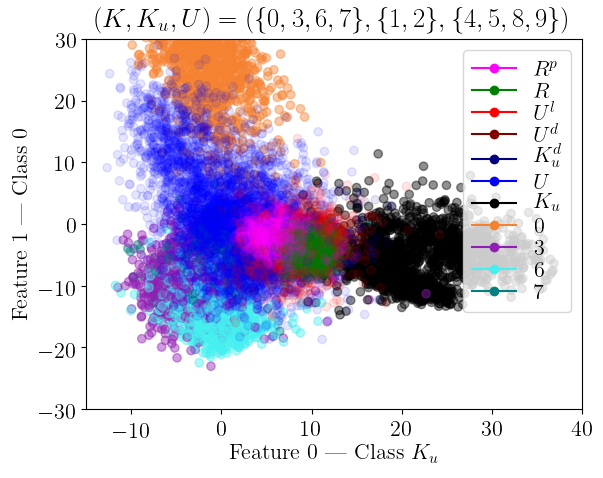 (K, K_u, U) = ({0, 3, 6, 7}, {1, 2}, {4, 5, 8, 9})
30
20
10
0
−10
−20
−30
Feature 1 — Class 0
R^p
R
U^l
U^d
K_u^d
U
K_u
0
3
6
7
−10
0
10
20
30
40
Feature 0 — Class K_u